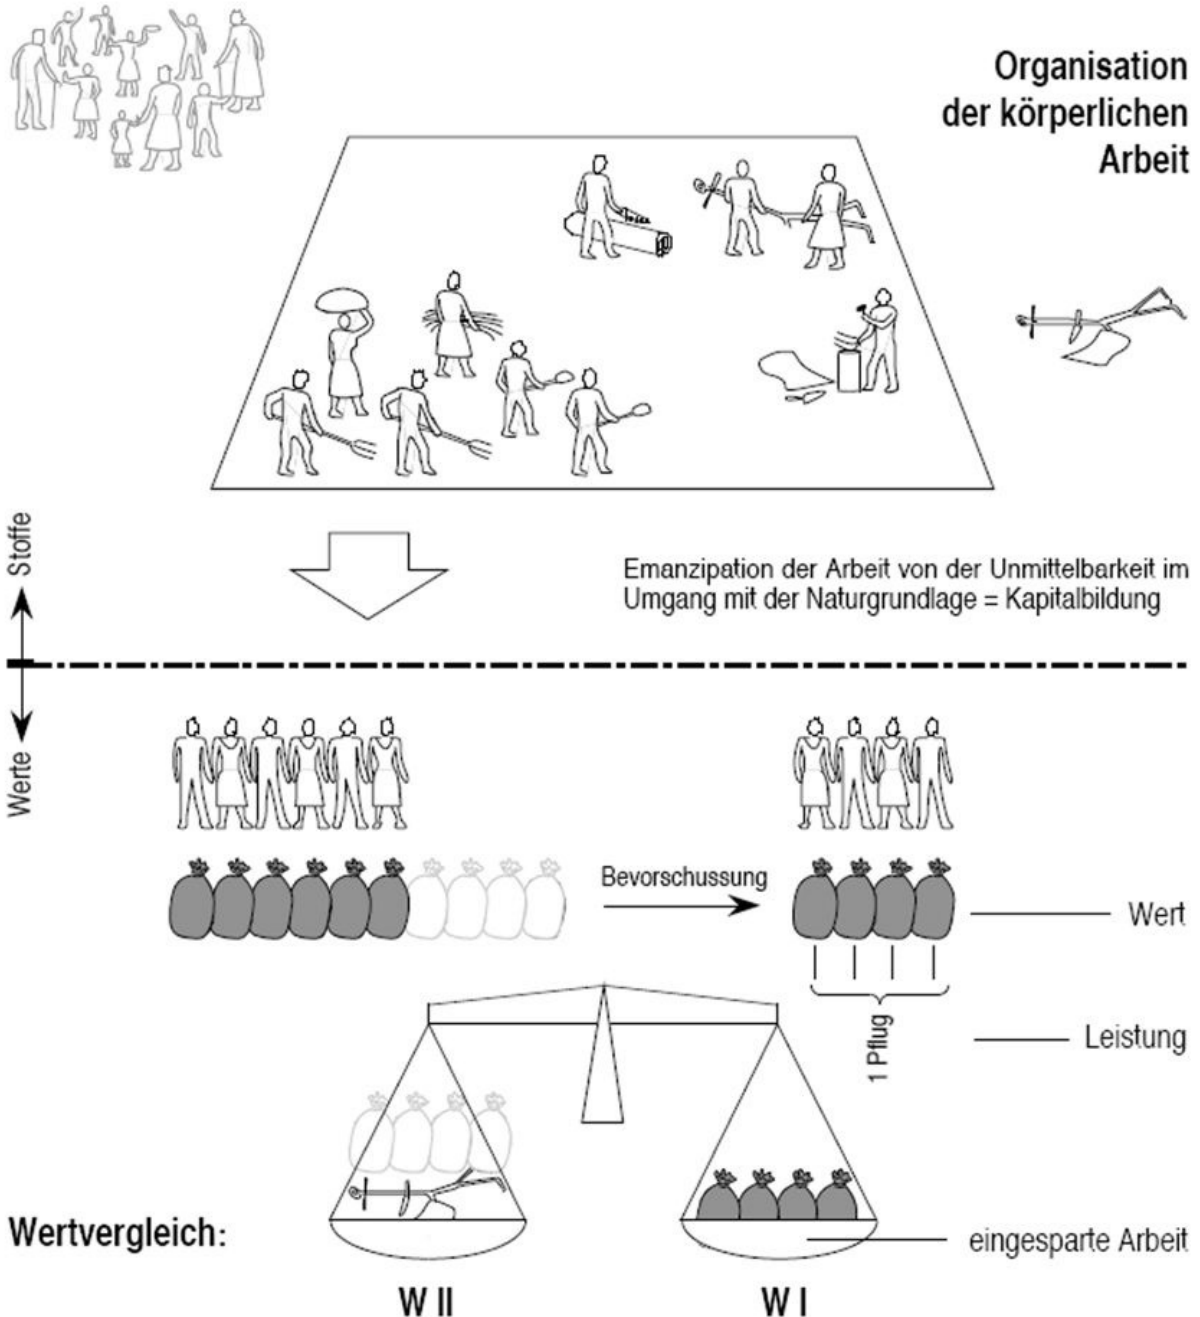 Organisation
der körperlichen
Arbeit
Stoffe
Emanzipation der Arbeit von der Unmittelbarkeit im
Umgang mit der Naturgrundlage = Kapitalbildung
Werte
Bevorschussung
Wert
1 Pflug
Leistung
Wertvergleich:
eingesparte Arbeit
W II
W I